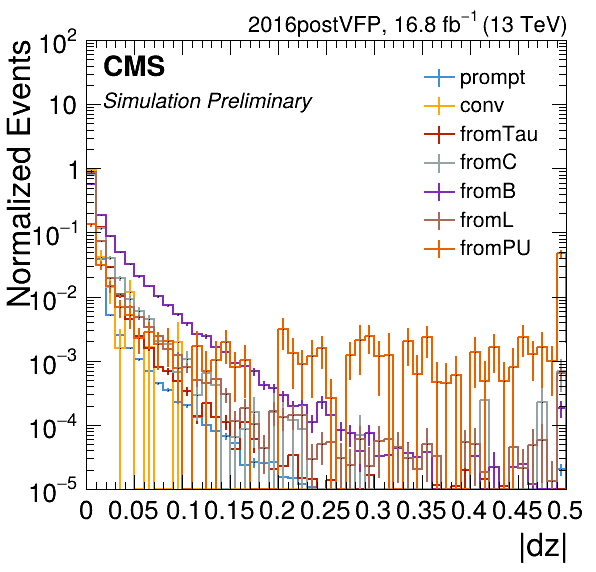 2016postVFP, 16.8 fb⁻¹ (13 TeV)
CMS
Simulation Preliminary
Normalized Events
10²
10
1
10⁻¹
10⁻²
10⁻³
10⁻⁴
10⁻⁵
prompt
conv
fromTau
fromC
fromB
fromL
fromPU
0 0.05 0.10 0.15 0.2 0.25 0.3 0.35 0.4 0.45 0.5
|dz|